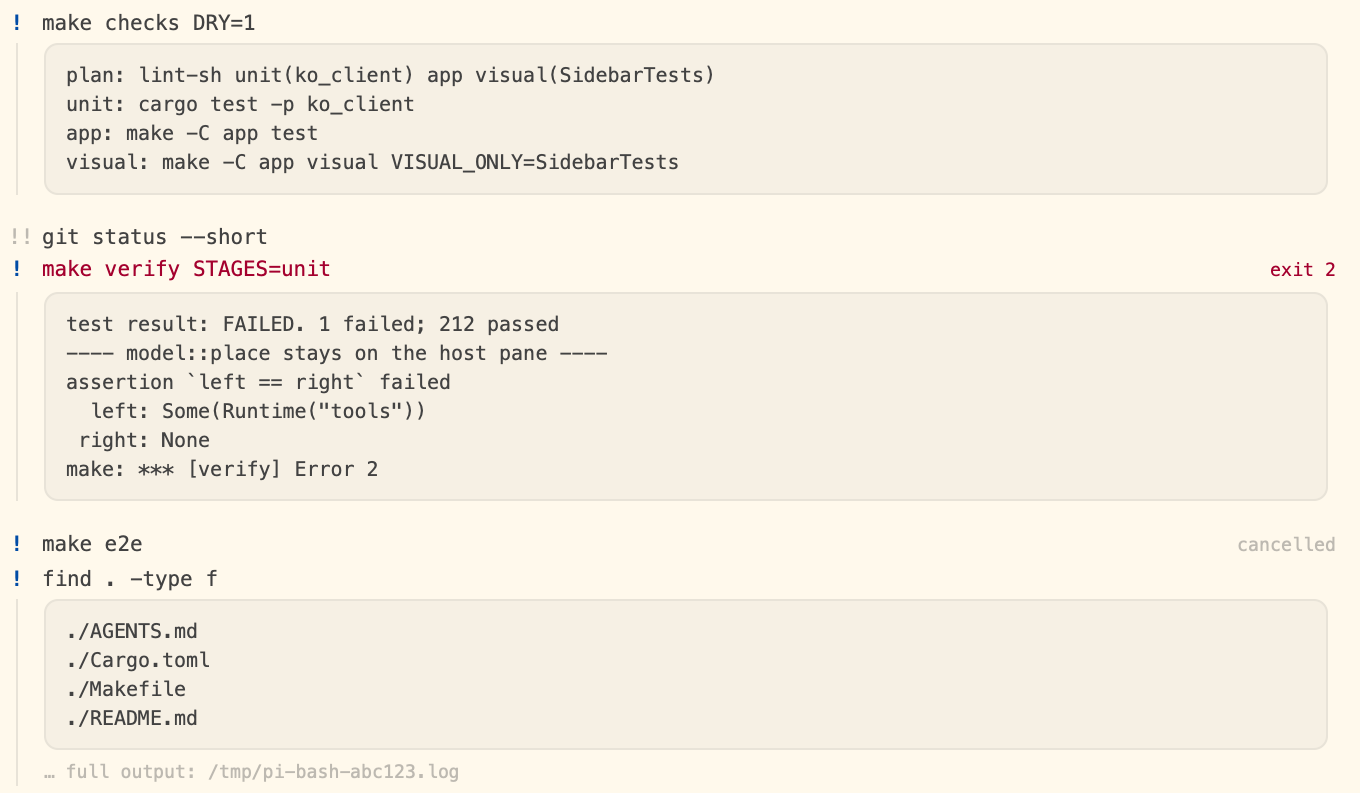 ! make checks DRY=1
plan: lint-sh unit(ko_client) app visual(SidebarTests)
unit: cargo test -p ko_client
app: make -C app test
visual: make -C app visual VISUAL_ONLY=SidebarTests
!! git status --short
! make verify STAGES=unit exit 2
test result: FAILED. 1 failed; 212 passed
---- model::place stays on the host pane ----
assertion `left == right` failed
  left: Some(Runtime("tools"))
 right: None
make: *** [verify] Error 2
! make e2e cancelled
! find . -type f
./AGENTS.md
./Cargo.toml
./Makefile
./README.md
… full output: /tmp/pi-bash-abc123.log